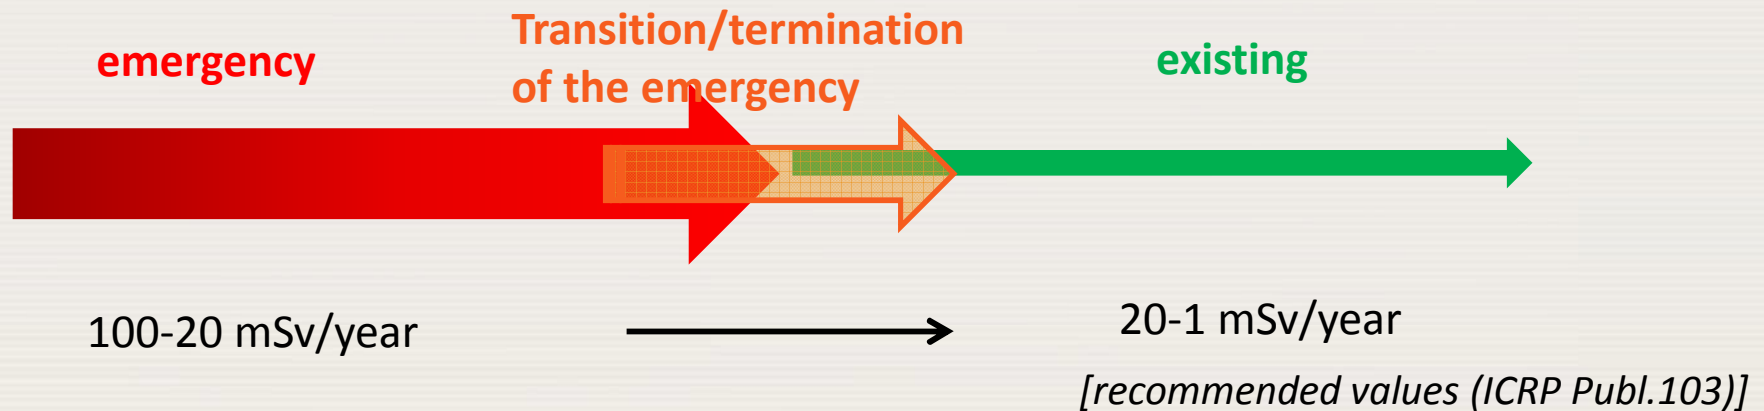 emergency
Transition/termination
of the emergency
existing
100-20 mSv/year
20-1 mSv/year
[recommended values (ICRP Publ.103)]